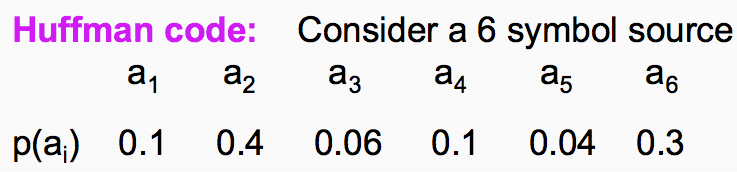 Huffman code: Consider a 6 symbol source
a₁ a₂ a₃ a₄ a₅ a₆
p(aᵢ) 0.1 0.4 0.06 0.1 0.04 0.3